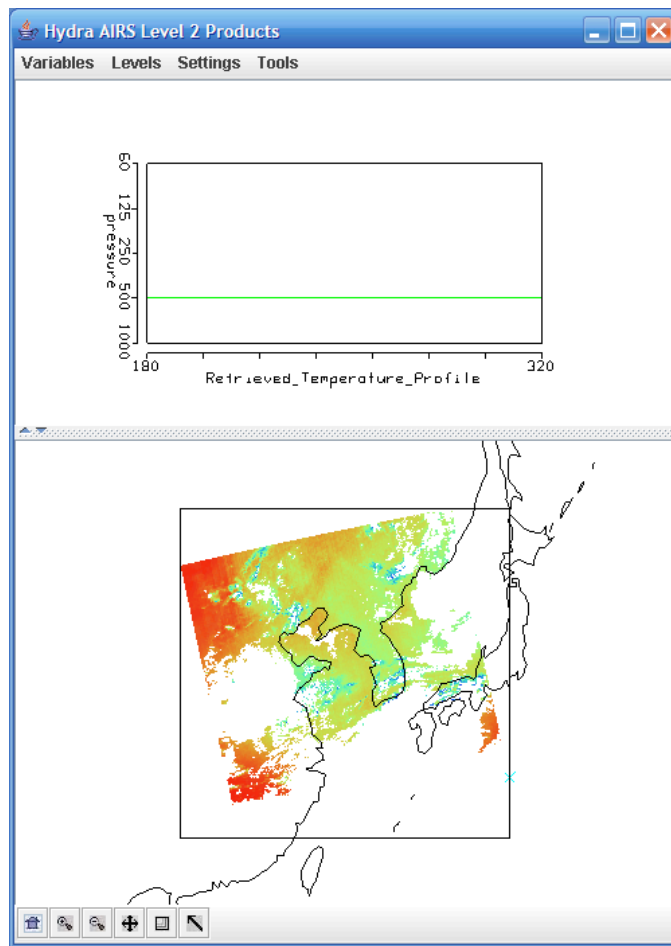 Hydra AIRS Level 2 Products
Variables Levels Settings Tools
60
125
250
500
1000
pressure
180 320
Retrieved_Temperature_Profile